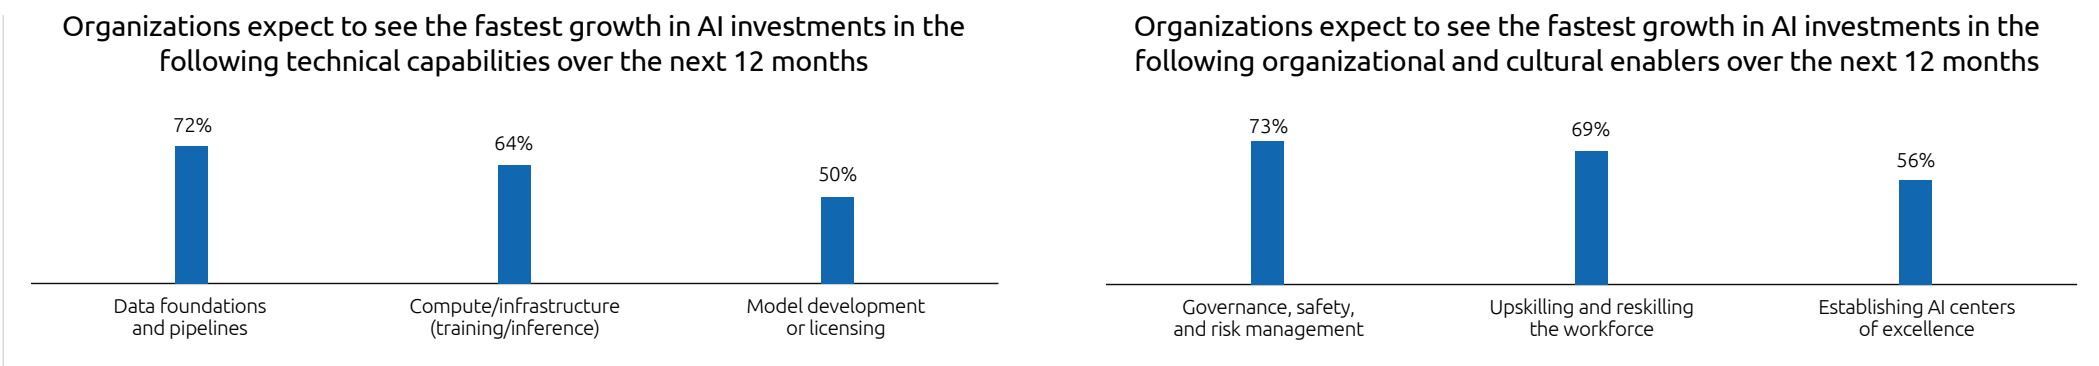 Organizations expect to see the fastest growth in AI investments in the
following technical capabilities over the next 12 months
72%
64%
50%
Data foundations
and pipelines
Compute/infrastructure
(training/inference)
Model development
or licensing
Organizations expect to see the fastest growth in AI investments in the
following organizational and cultural enablers over the next 12 months
73%
69%
56%
Governance, safety,
and risk management
Upskilling and reskilling
the workforce
Establishing AI centers
of excellence